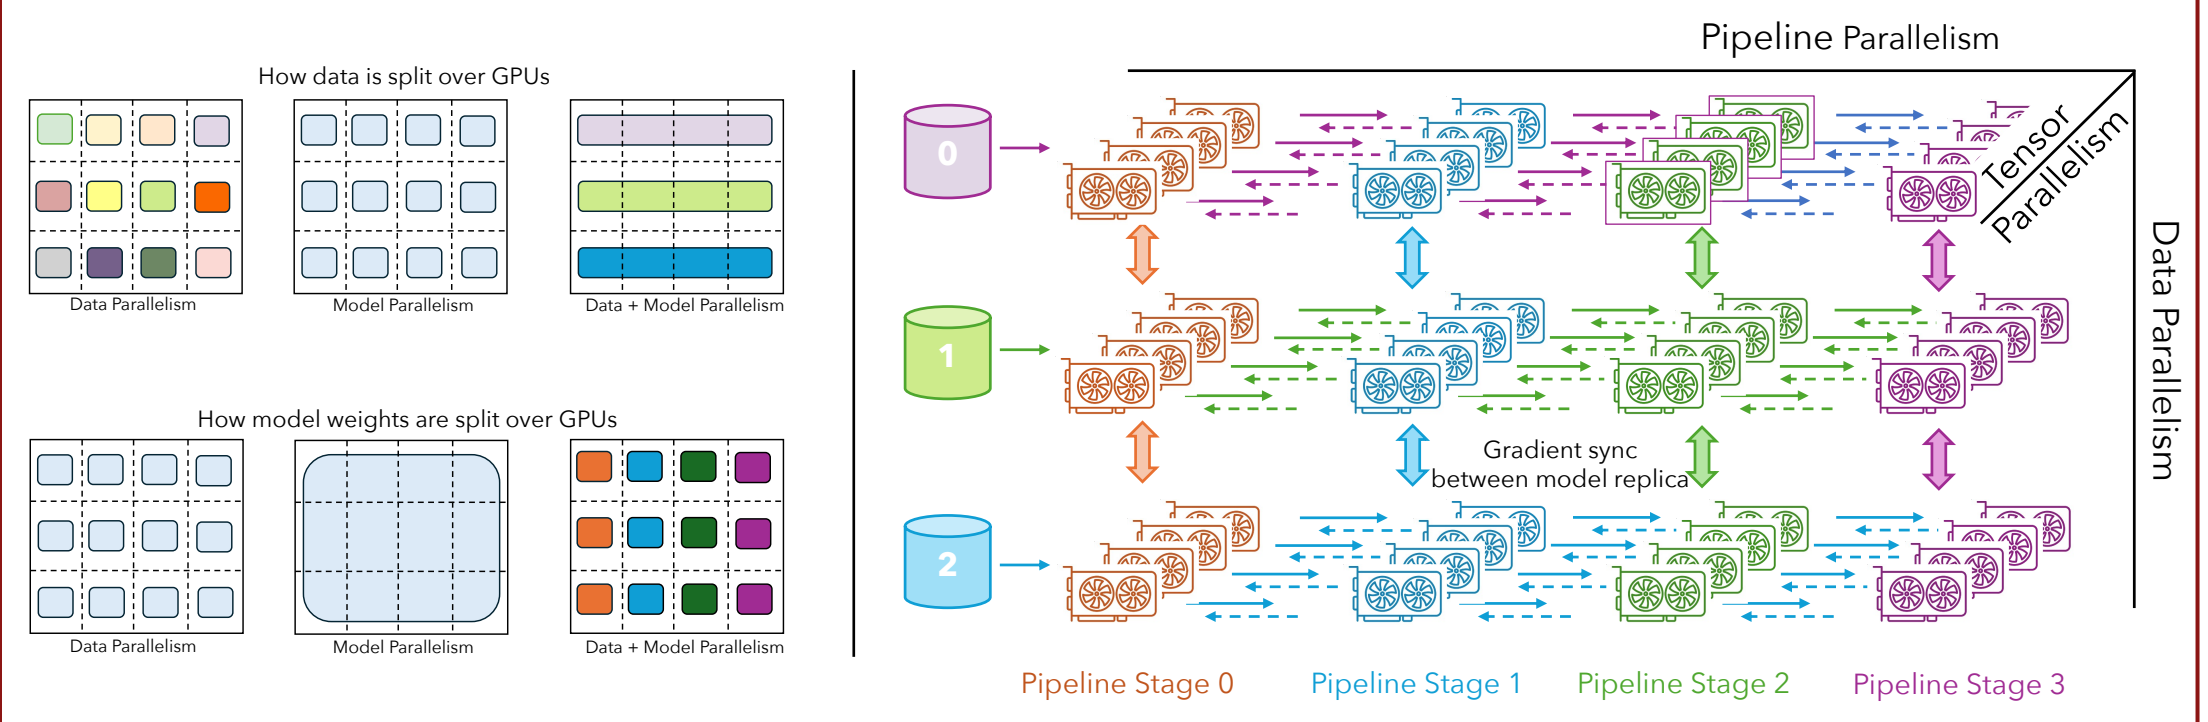 How data is split over GPUs
Data Parallelism
Model Parallelism
Data + Model Parallelism
How model weights are split over GPUs
Data Parallelism
Model Parallelism
Data + Model Parallelism
Pipeline Parallelism
Tensor
Parallelism
Data Parallelism
0
1
Gradient sync
between model replica
2
Pipeline Stage 0
Pipeline Stage 1
Pipeline Stage 2
Pipeline Stage 3